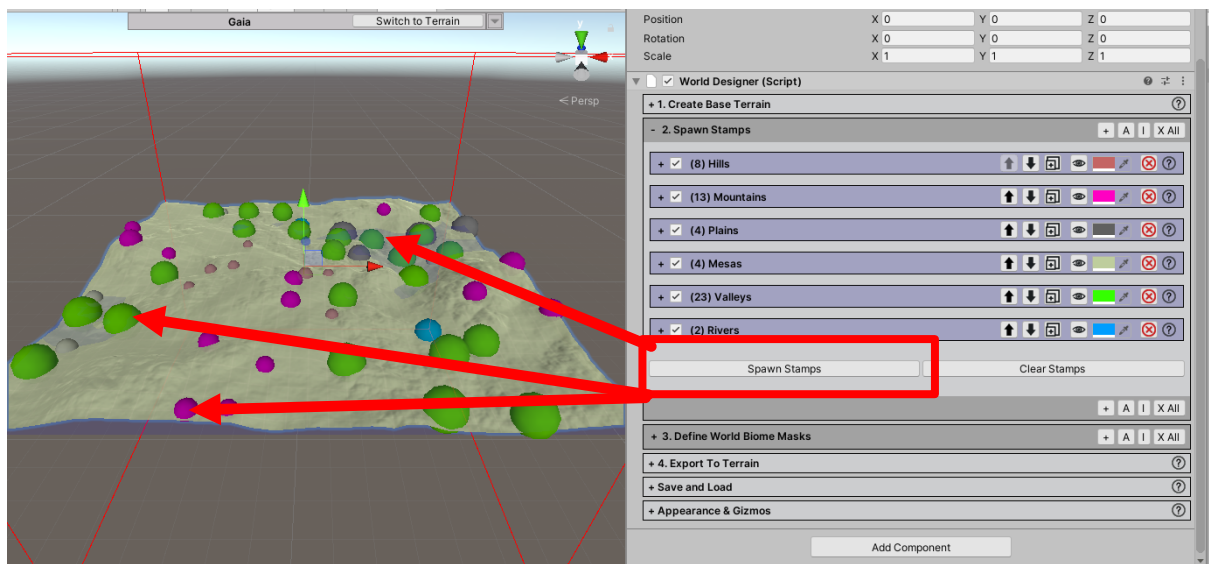 Gaia Switch to Terrain
y
< Persp
Position X 0 Y 0 Z 0
Rotation X 0 Y 0 Z 0
Scale X 1 Y 1 Z 1
World Designer (Script)
+ 1. Create Base Terrain
- 2. Spawn Stamps + A I X All
+ (8) Hills
+ (13) Mountains
+ (4) Plains
+ (4) Mesas
+ (23) Valleys
+ (2) Rivers
Spawn Stamps Clear Stamps
+ A I X All
+ 3. Define World Biome Masks + A I X All
+ 4. Export To Terrain
+ Save and Load
+ Appearance & Gizmos
Add Component